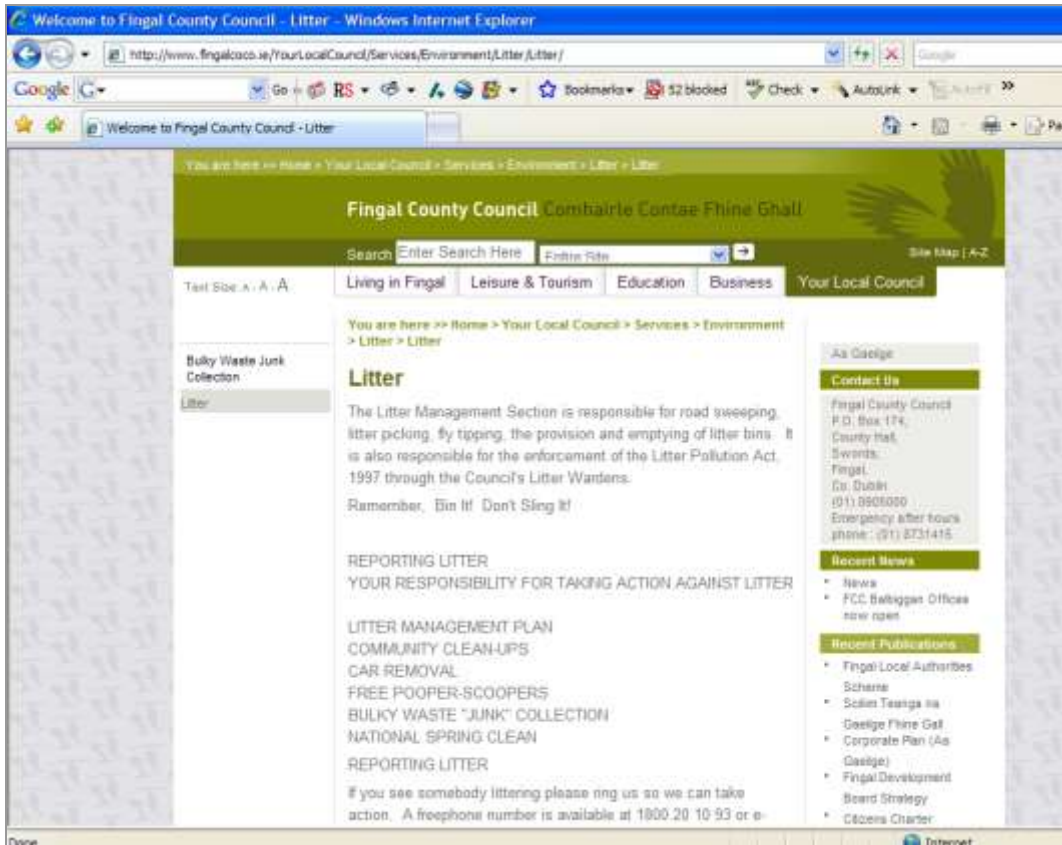 Welcome to Fingal County Council - Litter - Windows Internet Explorer
http://www.fingalcoco.ie/YourLocalCouncil/Services/Environment/Litter/Litter/
Google
Google G
Go RS Bookmarks 52 blocked Check AutoLink
Welcome to Fingal County Council - Litter
You are here >> Home > Your Local Council > Services > Environment > Litter > Litter
Fingal County Council Comhairle Contae Fhine Ghall
Search Enter Search Here Entire Site
Site Map | A-Z
Text Size A - A - A
Living in Fingal Leisure & Tourism Education Business Your Local Council
Bulky Waste Junk
Collection
Litter
You are here >> Home > Your Local Council > Services > Environment
> Litter > Litter
Litter
The Litter Management Section is responsible for road sweeping,
litter picking, fly tipping, the provision and emptying of litter bins. It
is also responsible for the enforcement of the Litter Pollution Act,
1997 through the Council's Litter Wardens.
Remember, Bin It! Don't Sling It!
REPORTING LITTER
YOUR RESPONSIBILITY FOR TAKING ACTION AGAINST LITTER
LITTER MANAGEMENT PLAN
COMMUNITY CLEAN-UPS
CAR REMOVAL
FREE POOPER-SCOOPERS
BULKY WASTE "JUNK" COLLECTION
NATIONAL SPRING CLEAN
REPORTING LITTER
If you see somebody littering please ring us so we can take
action. A freephone number is available at 1800 20 10 93 or e-
As Gaeilge
Contact Us
Fingal County Council
P.O. Box 174,
County Hall,
Swords,
Fingal,
Co. Dublin
(01) 8905000
Emergency after hours
phone : (01) 8731415
Recent News
News
FCC Balbriggan Offices
now open
Recent Publications
Fingal Local Authorities
Scheme
Scéim Teanga na
Gaeilge Fhine Gall
Corporate Plan (As
Gaeilge)
Fingal Development
Board Strategy
Citizens Charter
Done
Internet